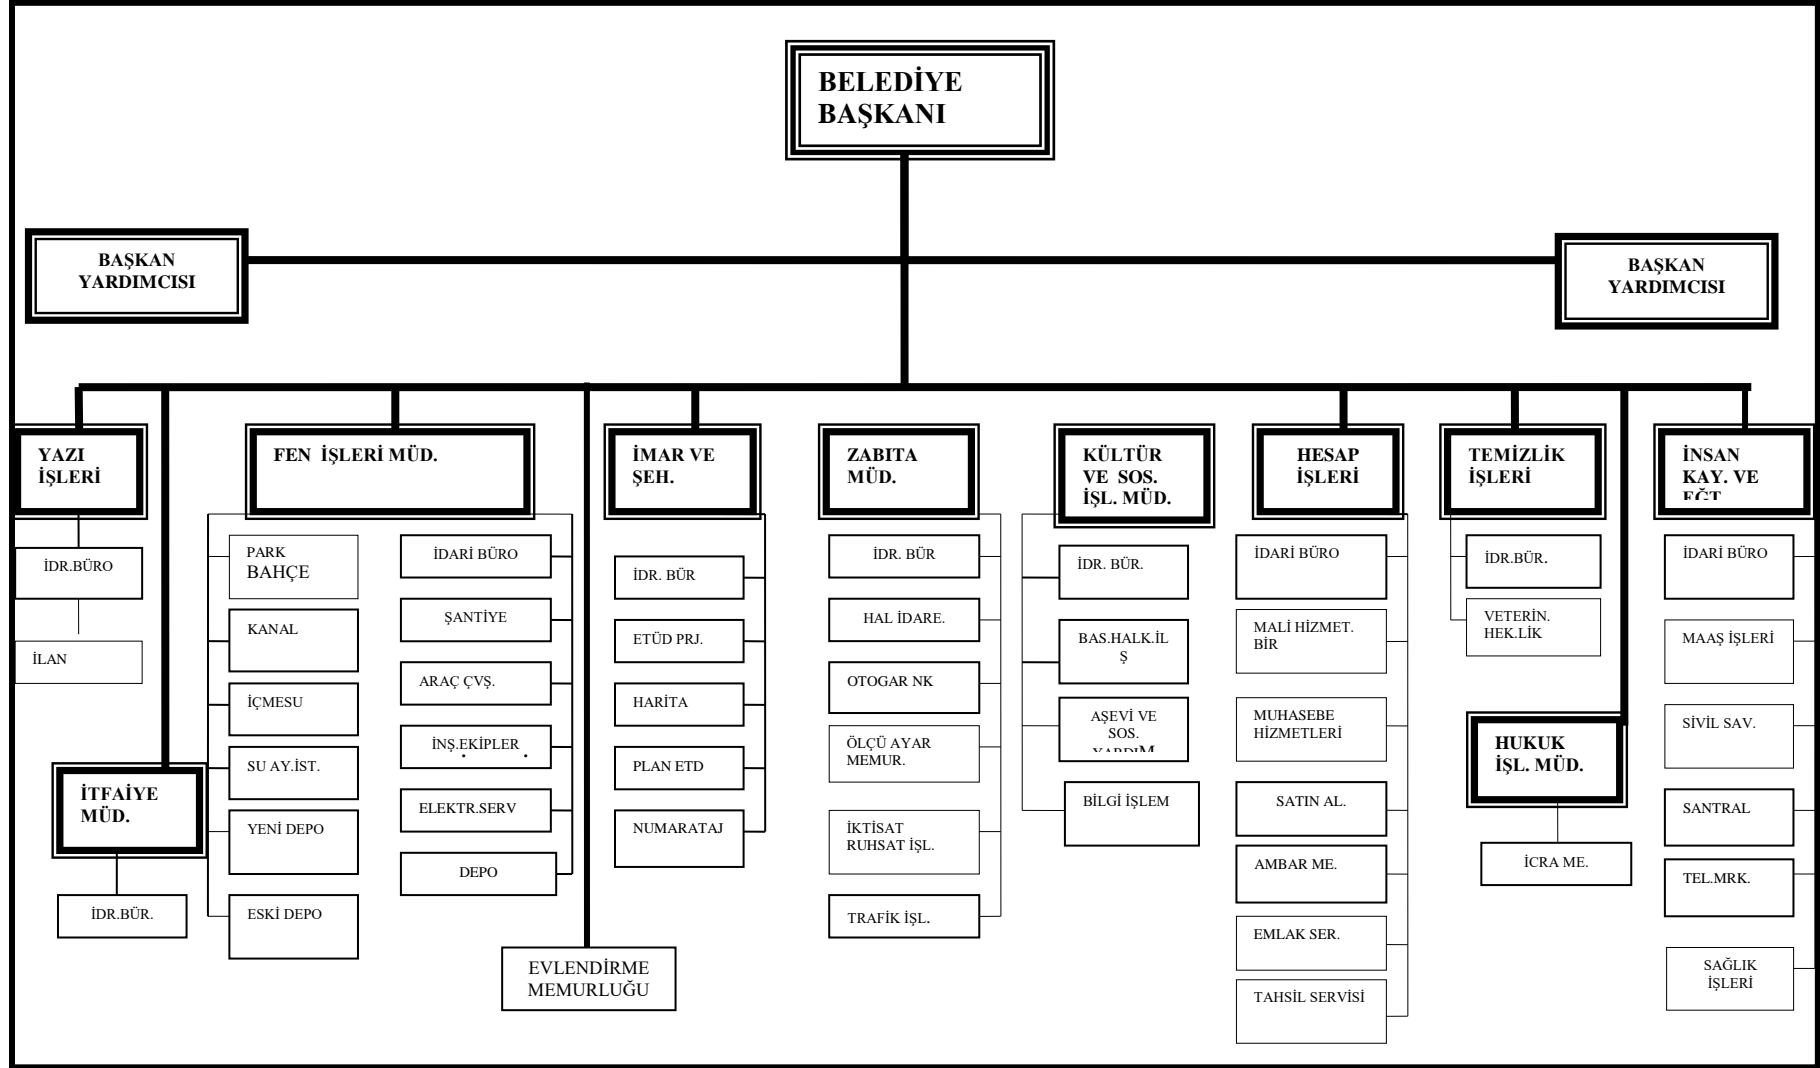 BELEDİYE
BAŞKANI
BAŞKAN
YARDIMCISI
BAŞKAN
YARDIMCISI
YAZI
İŞLERİ
İDR.BÜRO
İLAN
İTFAİYE
MÜD.
İDR.BÜR.
FEN İŞLERİ MÜD.
PARK
BAHÇE
KANAL
İÇMESU
SU AY.İST.
YENİ DEPO
ESKİ DEPO
İDARİ BÜRO
ŞANTİYE
ARAÇ ÇVŞ.
İNŞ.EKİPLER
ELEKTR.SERV
DEPO
EVLENDİRME
MEMURLUĞU
İMAR VE
ŞEH.
İDR. BÜR
ETÜD PRJ.
HARİTA
PLAN ETD
NUMARATAJ
ZABITA
MÜD.
İDR. BÜR
HAL İDARE.
OTOGAR NK
ÖLÇÜ AYAR
MEMUR.
İKTİSAT
RUHSAT İŞL.
TRAFİK İŞL.
KÜLTÜR
VE SOS.
İŞL. MÜD.
İDR. BÜR.
BAS.HALK.İL
Ş
AŞEVİ VE
SOS.
YARDIM
BİLGİ İŞLEM
HESAP
İŞLERİ
İDARİ BÜRO
MALİ HİZMET.
BİR
MUHASEBE
HİZMETLERİ
SATIN AL.
AMBAR ME.
EMLAK SER.
TAHSİL SERVİSİ
TEMİZLİK
İŞLERİ
İDR.BÜR.
VETERİN.
HEK.LİK
HUKUK
İŞL. MÜD.
İCRA ME.
İNSAN
KAY. VE
EĞT
İDARİ BÜRO
MAAŞ İŞLERİ
SİVİL SAV.
SANTRAL
TEL.MRK.
SAĞLIK
İŞLERİ